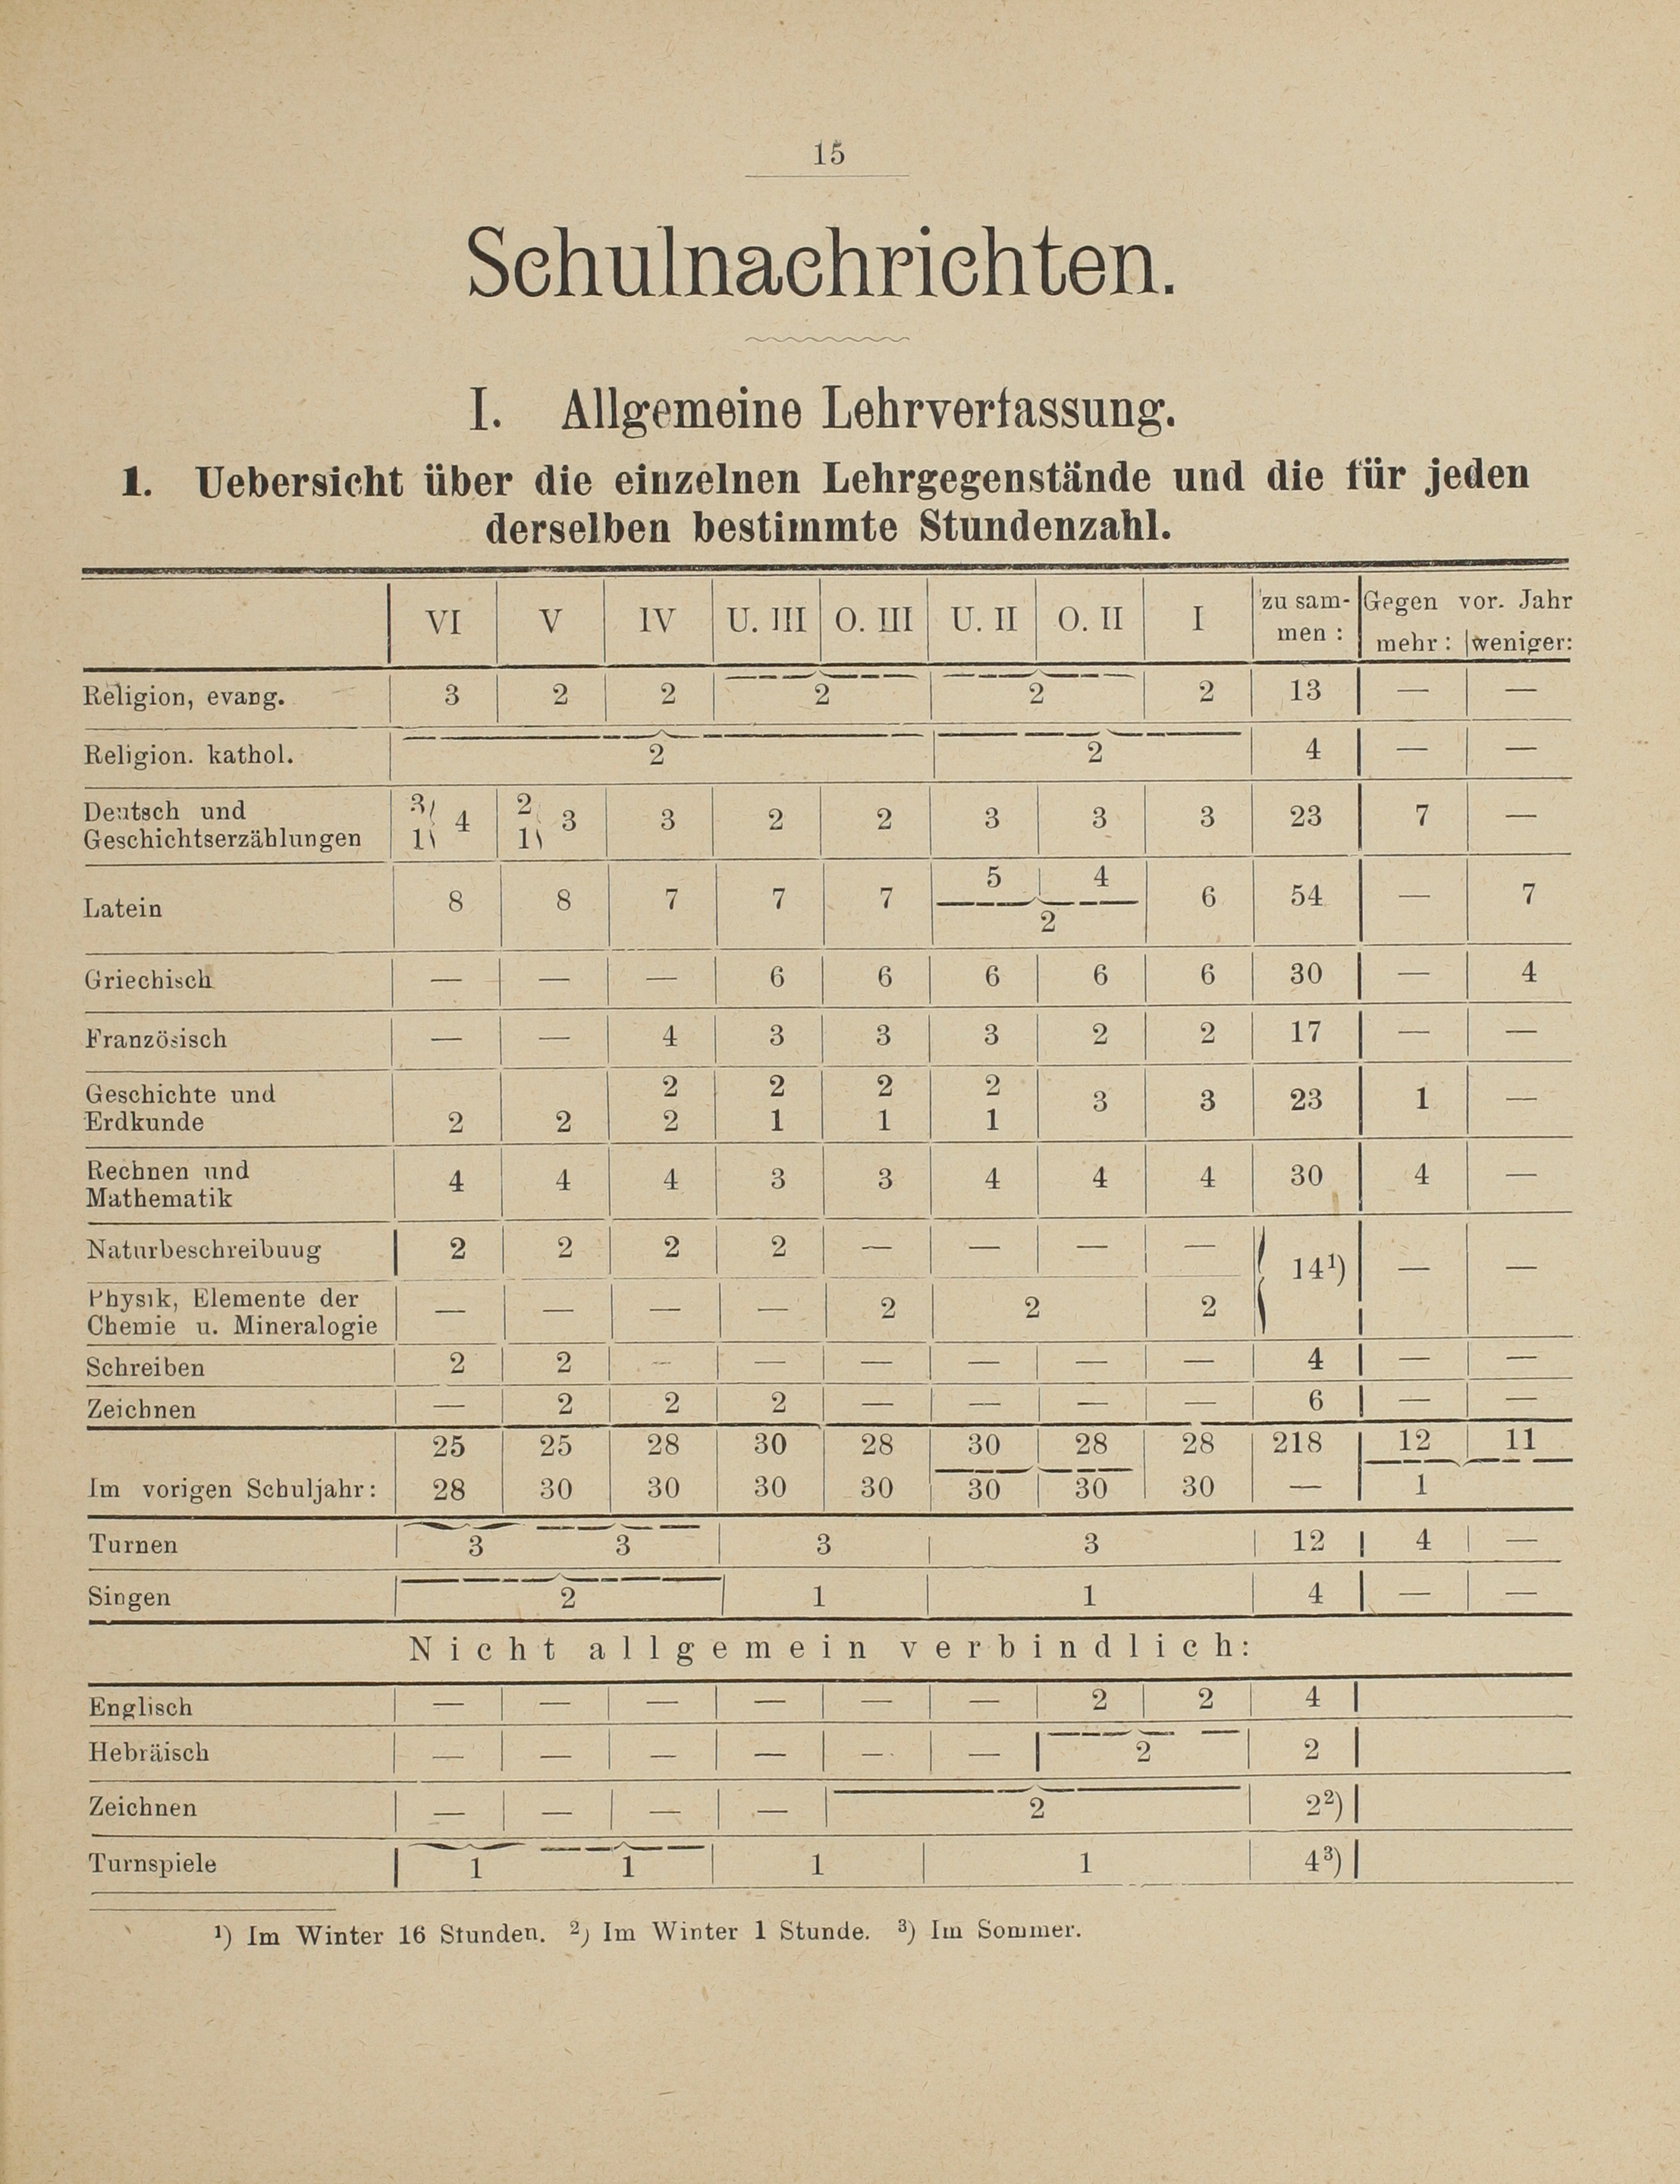 15
Schulnachrichten.
I. Allgemeine Lehrverfassung.
1. Uebersicht über die einzelnen Lehrgegenstände und die für jeden
derselben bestimmte Stundenzahl.
VI V IV U. III O. III U. II O. II I zu sam- Gegen vor. Jahr
men : mehr : weniger:
Religion, evang. 3 2 2 2 2 2 13 — —
Religion. kathol. 2 2 4 — —
Deutsch und 3 2
4 3 3 2 2 3 3 3 23 7 —
Geschichtserzählungen 1 1
5 4
Latein 8 8 7 7 7 6 54 — 7
2
Griechisch — — — 6 6 6 6 6 30 — 4
Französisch — — 4 3 3 3 2 2 17 — —
Geschichte und 2 2 2 2 3 3 23 1 —
Erdkunde 2 2 2 1 1 1
Rechnen und
Mathematik 4 4 4 3 3 4 4 4 30 4 —
Naturbeschreibuug 2 2 2 2 — — — —
14¹) — —
Physik, Elemente der
Chemie u. Mineralogie — — — — 2 2 2
Schreiben 2 2 — — — — — — 4 — —
Zeichnen — 2 2 2 — — — — 6 — —
25 25 28 30 28 30 28 28 218 12 11
Im vorigen Schuljahr: 28 30 30 30 30 30 30 30 — 1
Turnen 3 3 3 3 12 4 —
Singen 2 1 1 4 — —
Nicht allgemein verbindlich:
Englisch — — — — — — 2 2 4
Hebräisch — — — — — — 2 2
Zeichnen — — — — 2 2²)
Turnspiele 1 1 1 1 4³)
¹) Im Winter 16 Stunden. ²) Im Winter 1 Stunde. ³) Im Sommer.